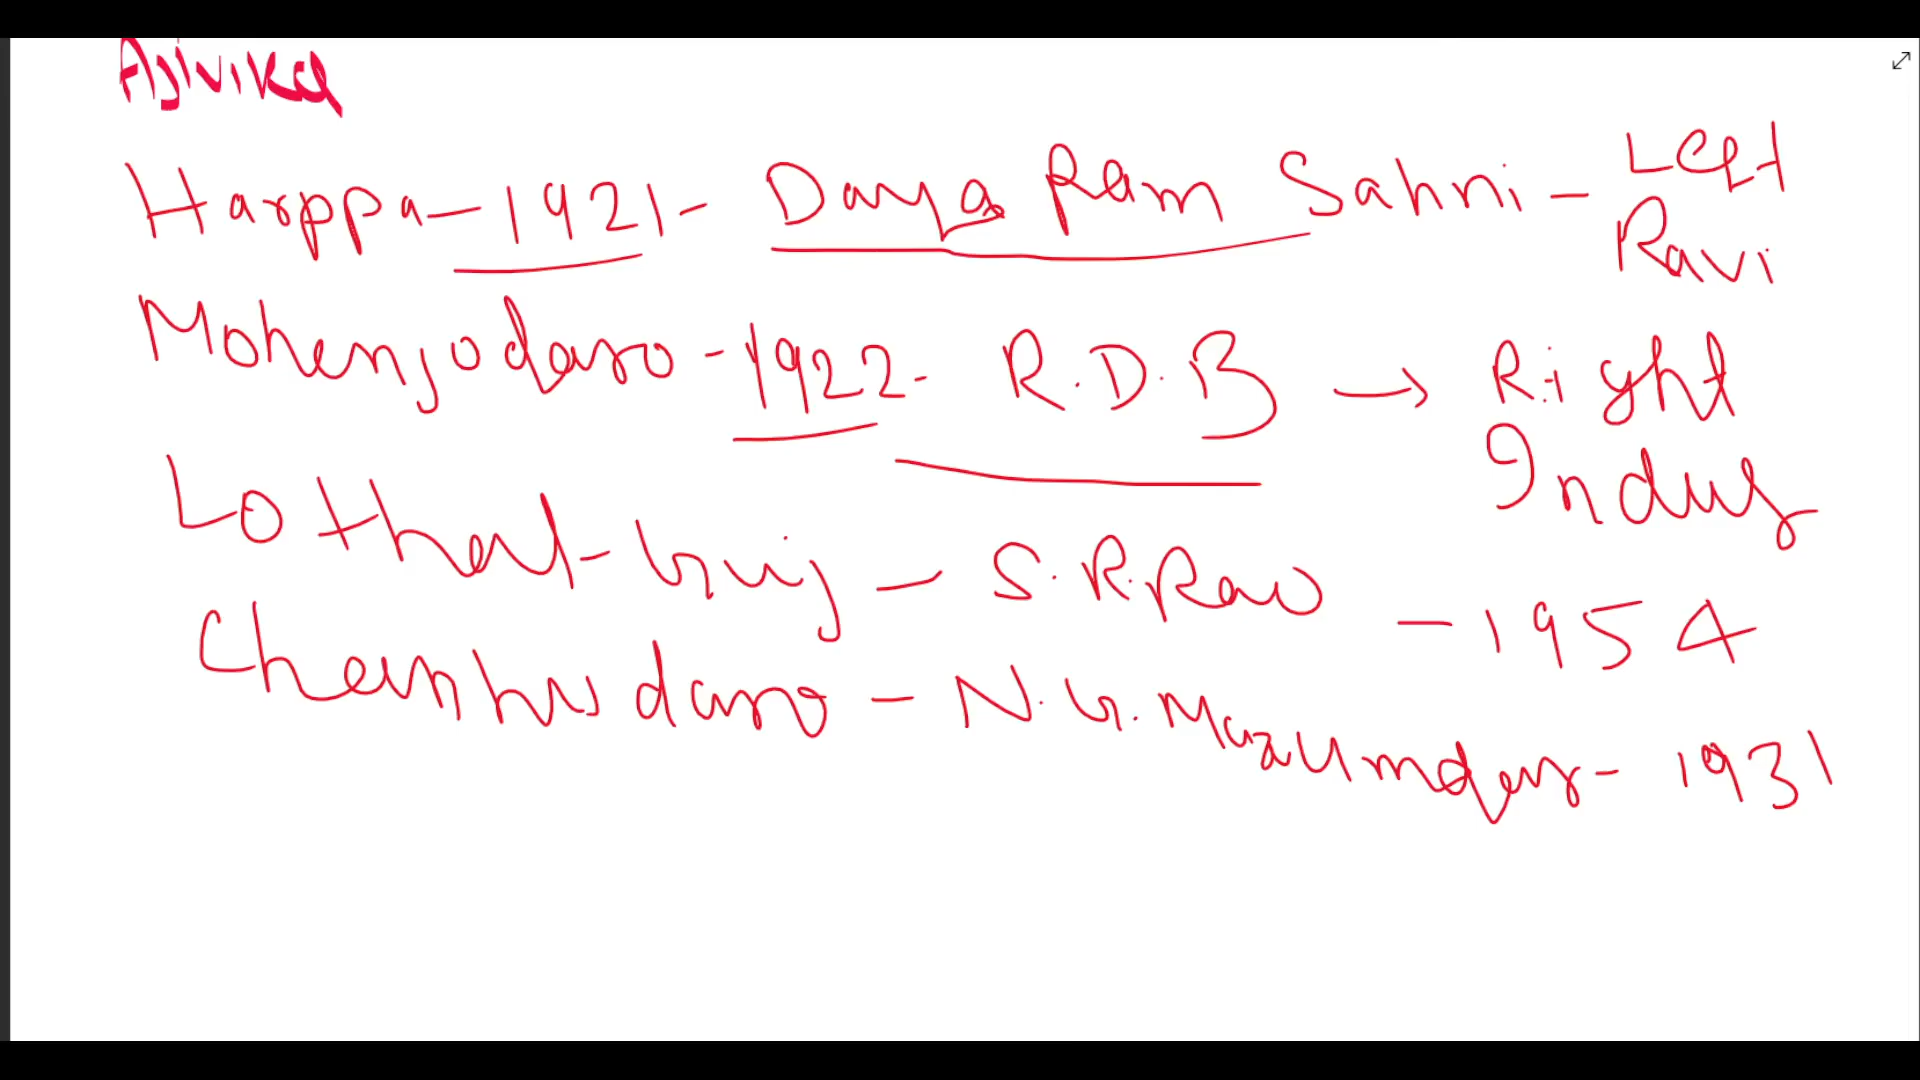 Ajivika
Harppa - 1921 - Daya Ram Sahni - Left
Ravi
Mohenjodaro - 1922 - R.D.B → Right
Indus
Lothal - Guj - S.R.Rao - 1954
Chanhudaro - N.G.Mazumdar - 1931